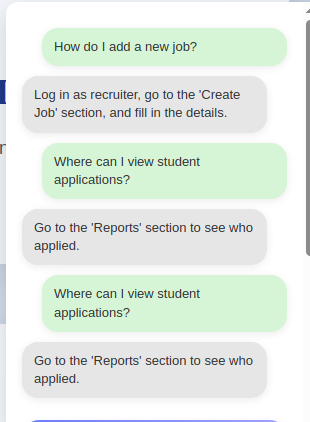 How do I add a new job?
Log in as recruiter, go to the 'Create
Job' section, and fill in the details.
Where can I view student
applications?
Go to the 'Reports' section to see who
applied.
Where can I view student
applications?
Go to the 'Reports' section to see who
applied.